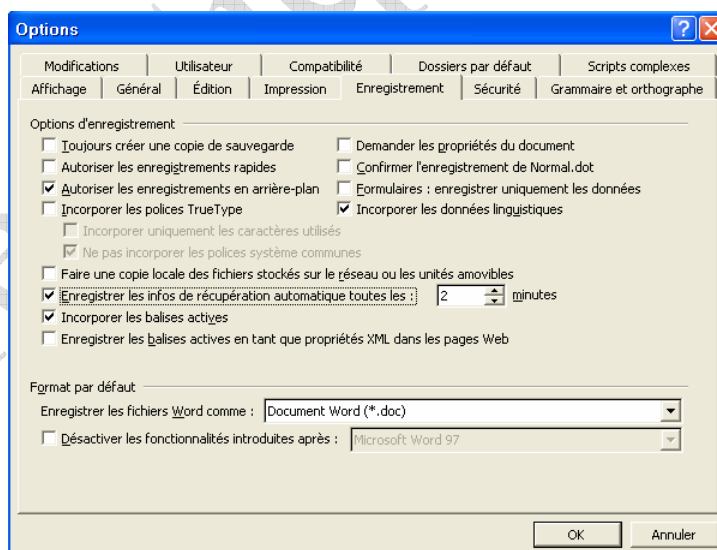 Options
Modifications Utilisateur Compatibilité Dossiers par défaut Scripts complexes
Affichage Général Édition Impression Enregistrement Sécurité Grammaire et orthographe
Options d'enregistrement
Toujours créer une copie de sauvegarde Demander les propriétés du document
Autoriser les enregistrements rapides Confirmer l'enregistrement de Normal.dot
Autoriser les enregistrements en arrière-plan Formulaires : enregistrer uniquement les données
Incorporer les polices TrueType Incorporer les données linguistiques
Incorporer uniquement les caractères utilisés
Ne pas incorporer les polices système communes
Faire une copie locale des fichiers stockés sur le réseau ou les unités amovibles
Enregistrer les infos de récupération automatique toutes les : 2 minutes
Incorporer les balises actives
Enregistrer les balises actives en tant que propriétés XML dans les pages Web
Format par défaut
Enregistrer les fichiers Word comme : Document Word (*.doc)
Désactiver les fonctionnalités introduites après : Microsoft Word 97
OK Annuler